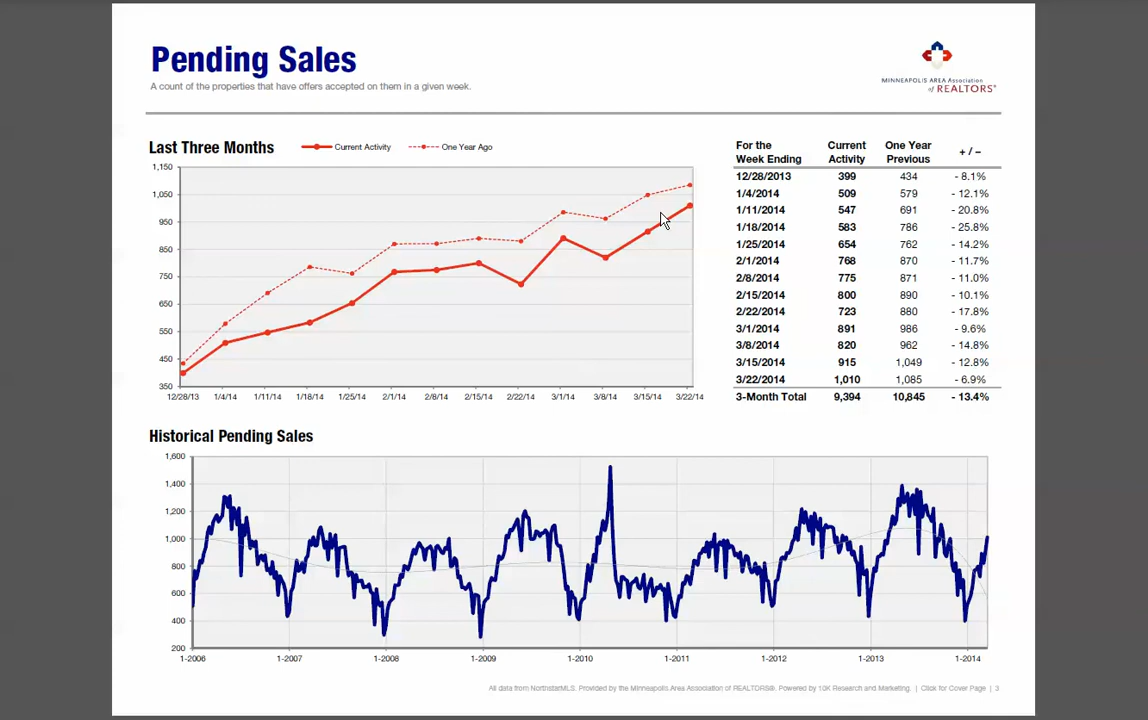 Pending Sales
A count of the properties that have offers accepted on them in a given week.
MINNEAPOLIS AREA Association
of REALTORS®
Last Three Months
Current Activity
One Year Ago
1,150
1,050
950
850
750
650
550
450
350
12/28/13 1/4/14 1/11/14 1/18/14 1/25/14 2/1/14 2/8/14 2/15/14 2/22/14 3/1/14 3/8/14 3/15/14 3/22/14
For the Current One Year + / –
Week Ending Activity Previous
12/28/2013 399 434 - 8.1%
1/4/2014 509 579 - 12.1%
1/11/2014 547 691 - 20.8%
1/18/2014 583 786 - 25.8%
1/25/2014 654 762 - 14.2%
2/1/2014 768 870 - 11.7%
2/8/2014 775 871 - 11.0%
2/15/2014 800 890 - 10.1%
2/22/2014 723 880 - 17.8%
3/1/2014 891 986 - 9.6%
3/8/2014 820 962 - 14.8%
3/15/2014 915 1,049 - 12.8%
3/22/2014 1,010 1,085 - 6.9%
3-Month Total 9,394 10,845 - 13.4%
Historical Pending Sales
1,600
1,400
1,200
1,000
800
600
400
200
1-2006 1-2007 1-2008 1-2009 1-2010 1-2011 1-2012 1-2013 1-2014
All data from NorthstarMLS. Provided by the Minneapolis Area Association of REALTORS®. Powered by 10K Research and Marketing. | Click for Cover Page | 3